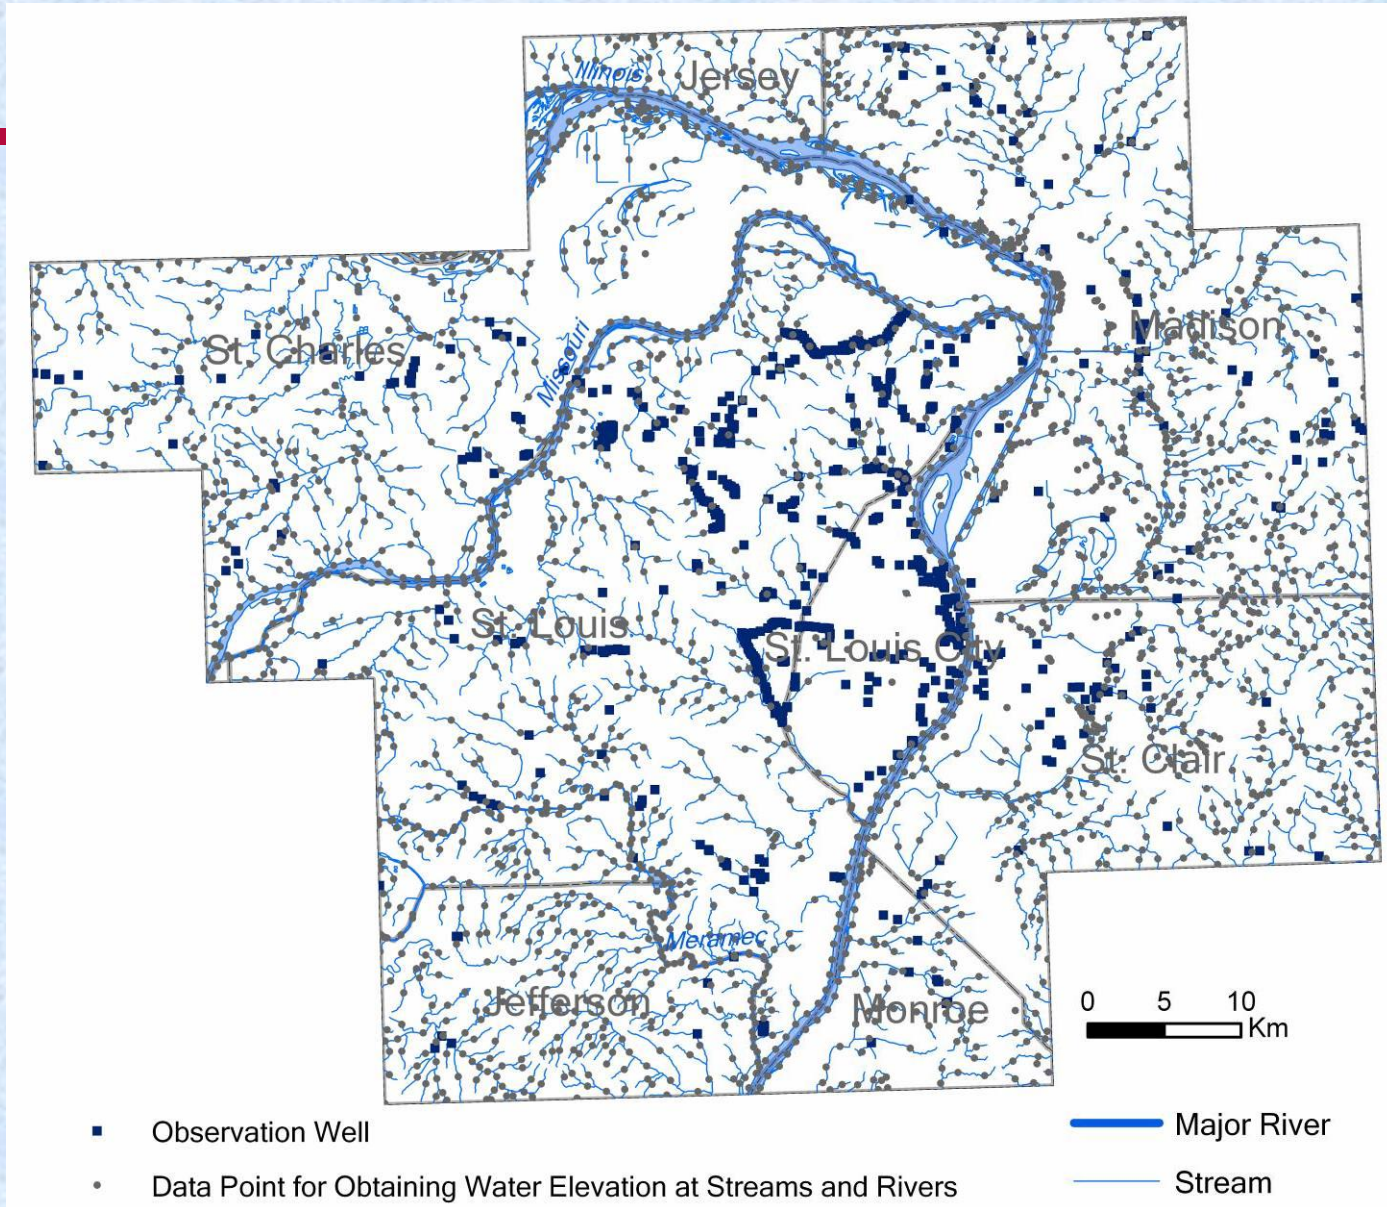 Illinois
Jersey
Madison
St. Charles
Missouri
St. Louis
St. Louis City
St. Clair
Meramec
Jefferson
Monroe
0 5 10
Km
Observation Well
Data Point for Obtaining Water Elevation at Streams and Rivers
Major River
Stream